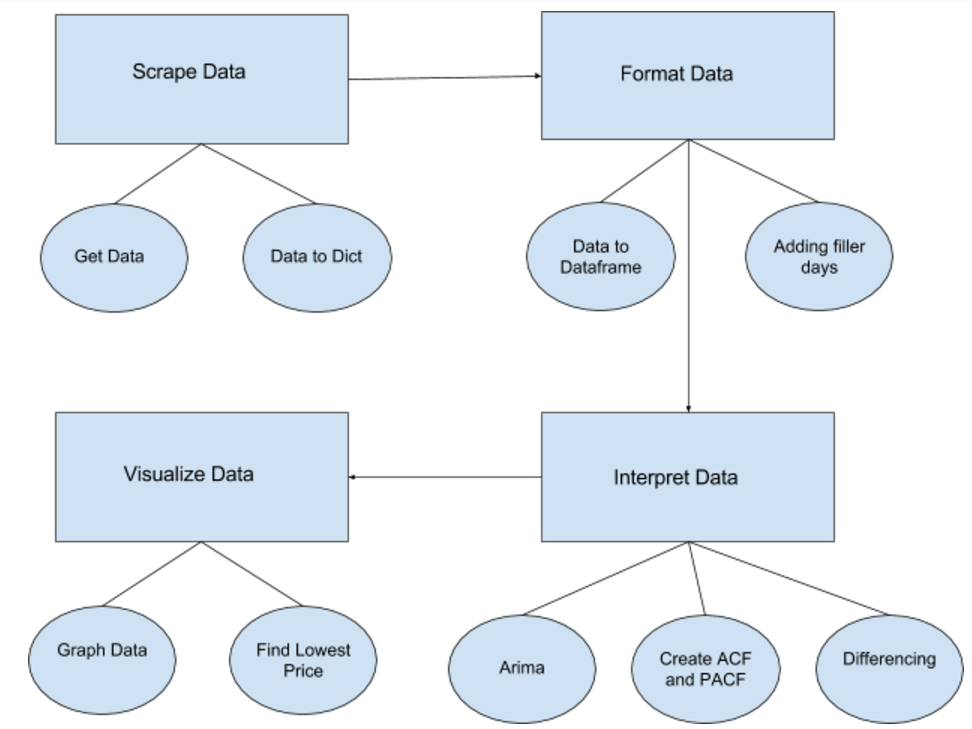 Scrape Data
Format Data
Get Data
Data to Dict
Data to
Dataframe
Adding filler
days
Visualize Data
Interpret Data
Graph Data
Find Lowest
Price
Arima
Create ACF
and PACF
Differencing